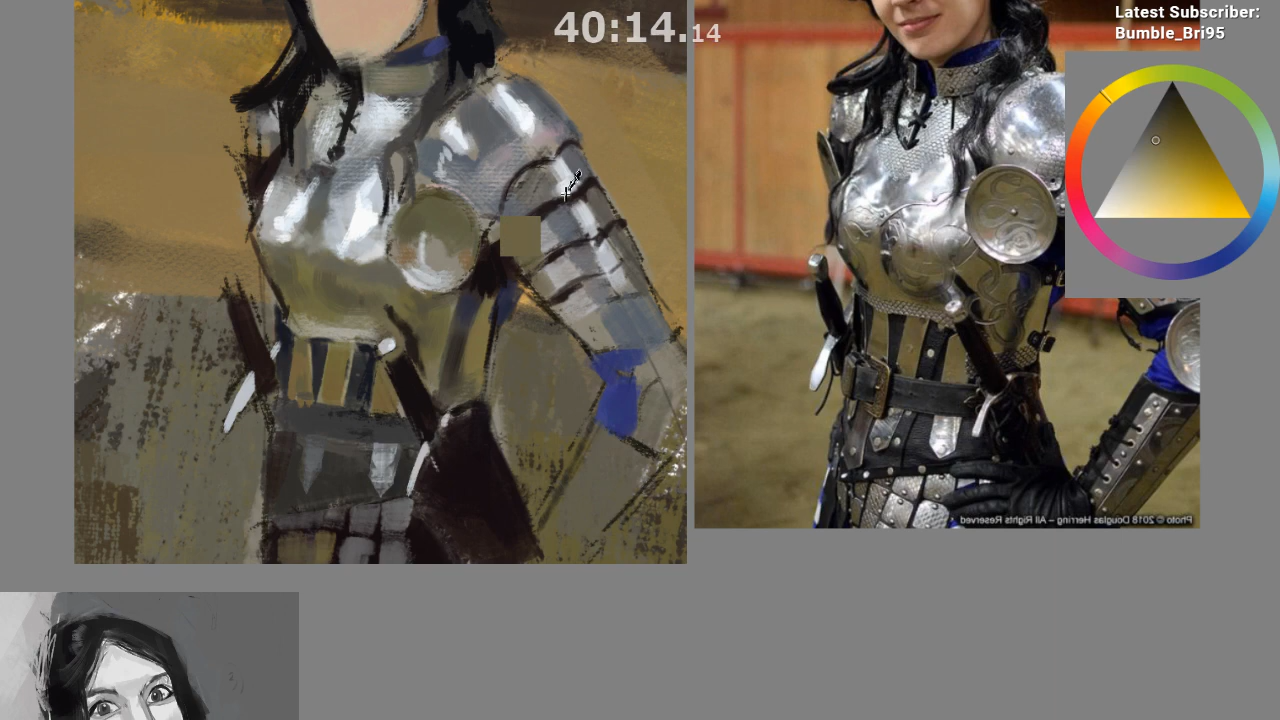 40:14.14
Latest Subscriber:
Bumble_Bri95
Photo © 2018 Douglas Herring – All Rights Reserved